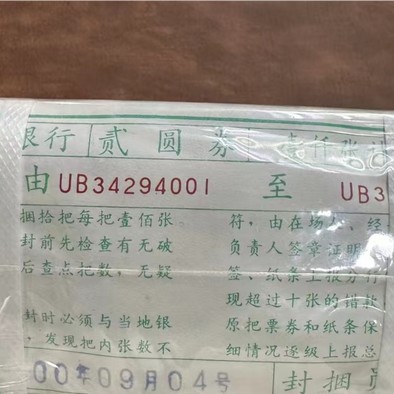 银行 贰圆券 壹仟张
由 UB34294001 至 UB3
捆拾把每把壹佰张
封前先检查有无破
后查点把数，无疑
封时必须与当地银
，发现把内张数不
符，由在场人、经
负责人签章证明
签、纸条上报分行
现超过十张的错款
原把票券和纸条保
细情况逐级上报总
00年09月04号 封捆员